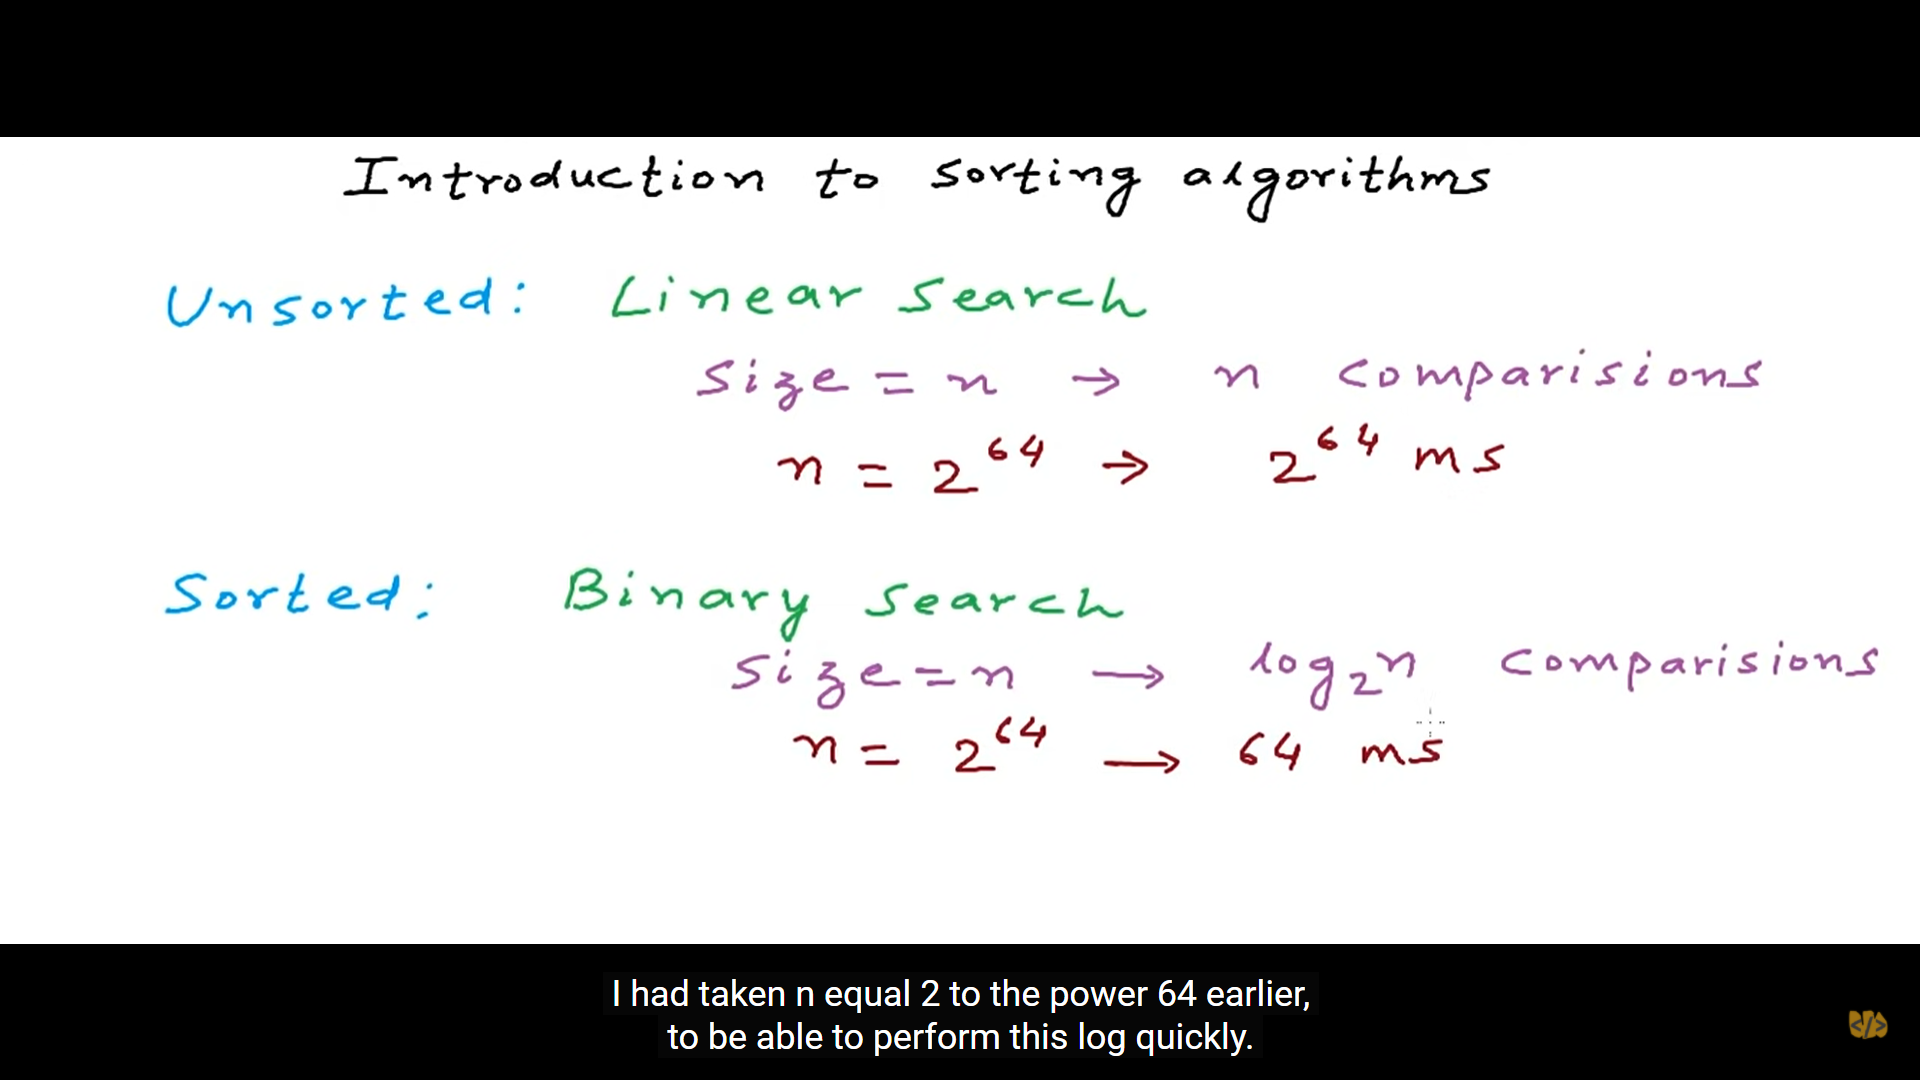 Introduction to sorting algorithms
Unsorted: Linear search
size = n → n comparisions
n = 2^64 → 2^64 ms
Sorted: Binary search
size = n → log₂n comparisions
n = 2^64 → 64 ms
I had taken n equal 2 to the power 64 earlier,
to be able to perform this log quickly.